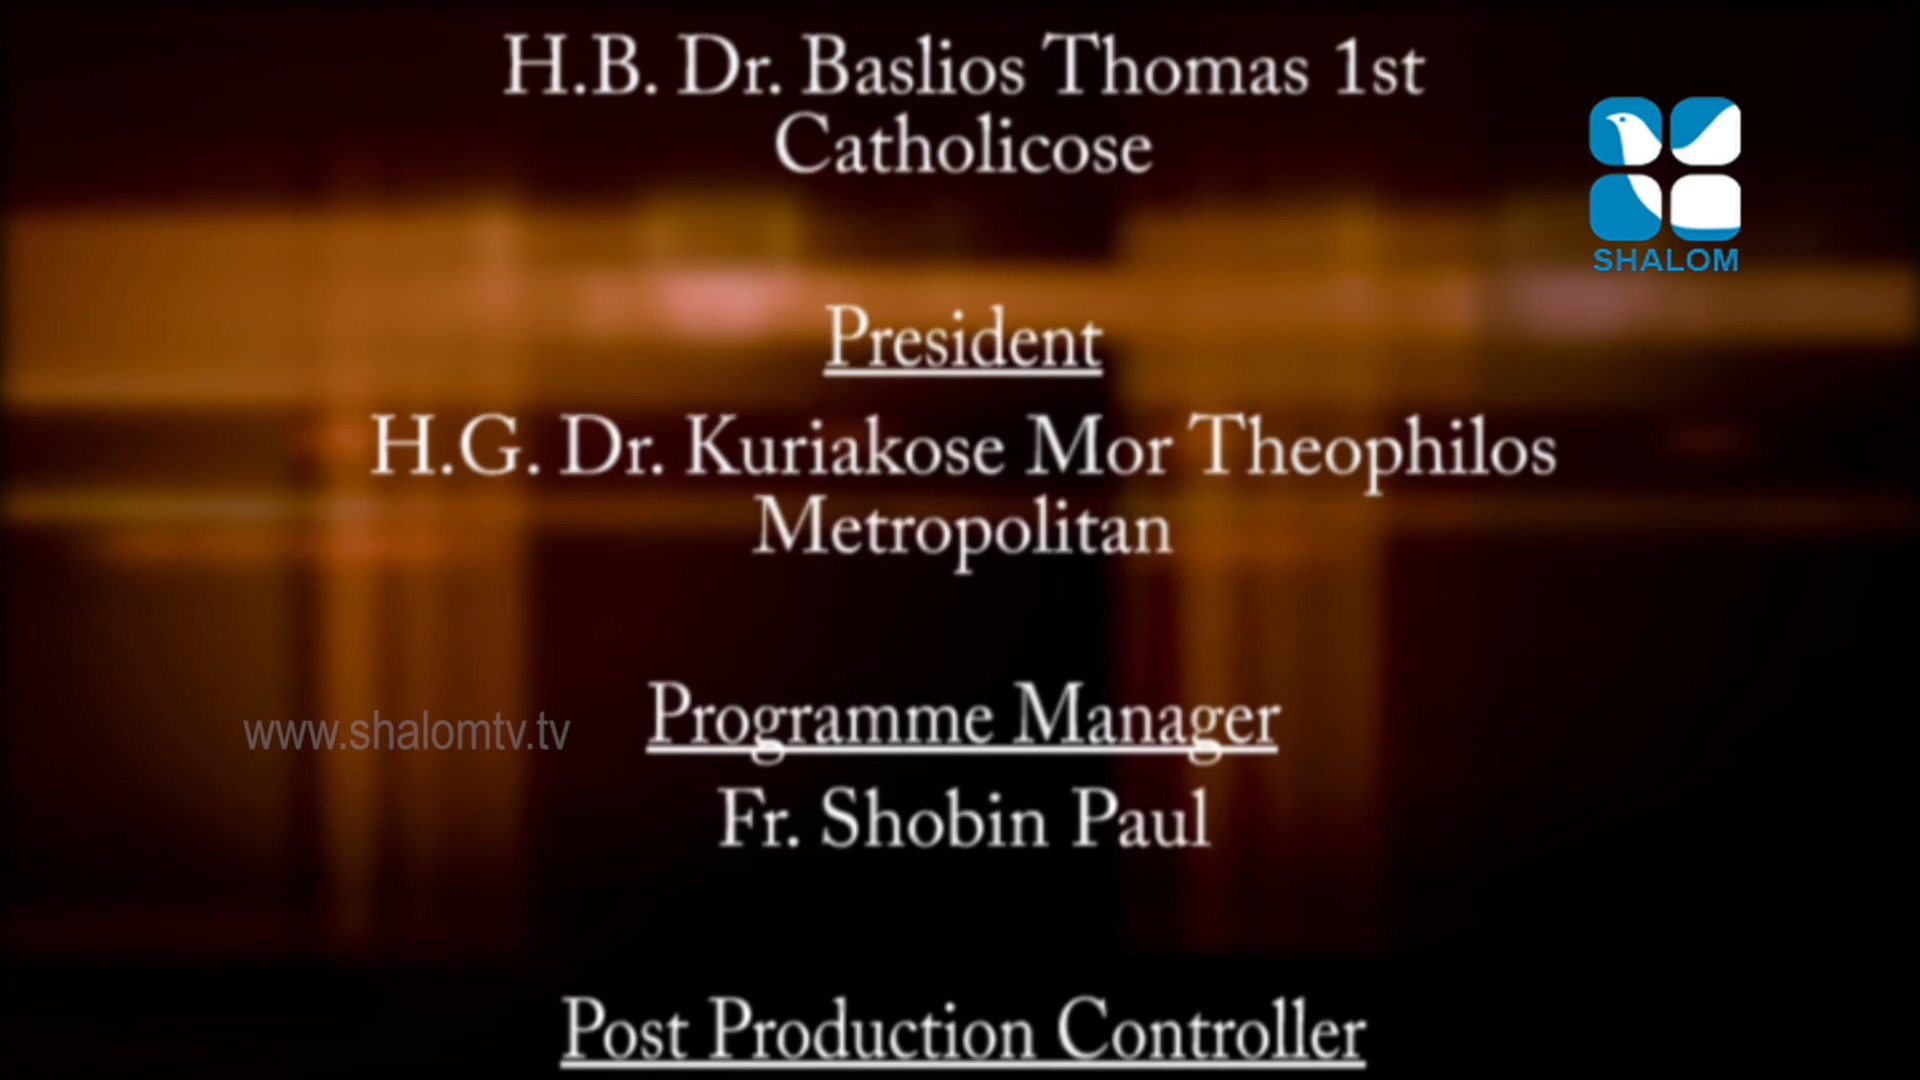 H.B. Dr. Baslios Thomas 1st
Catholicose
SHALOM
President
H.G. Dr. Kuriakose Mor Theophilos
Metropolitan
www.shalomtv.tv
Programme Manager
Fr. Shobin Paul
Post Production Controller